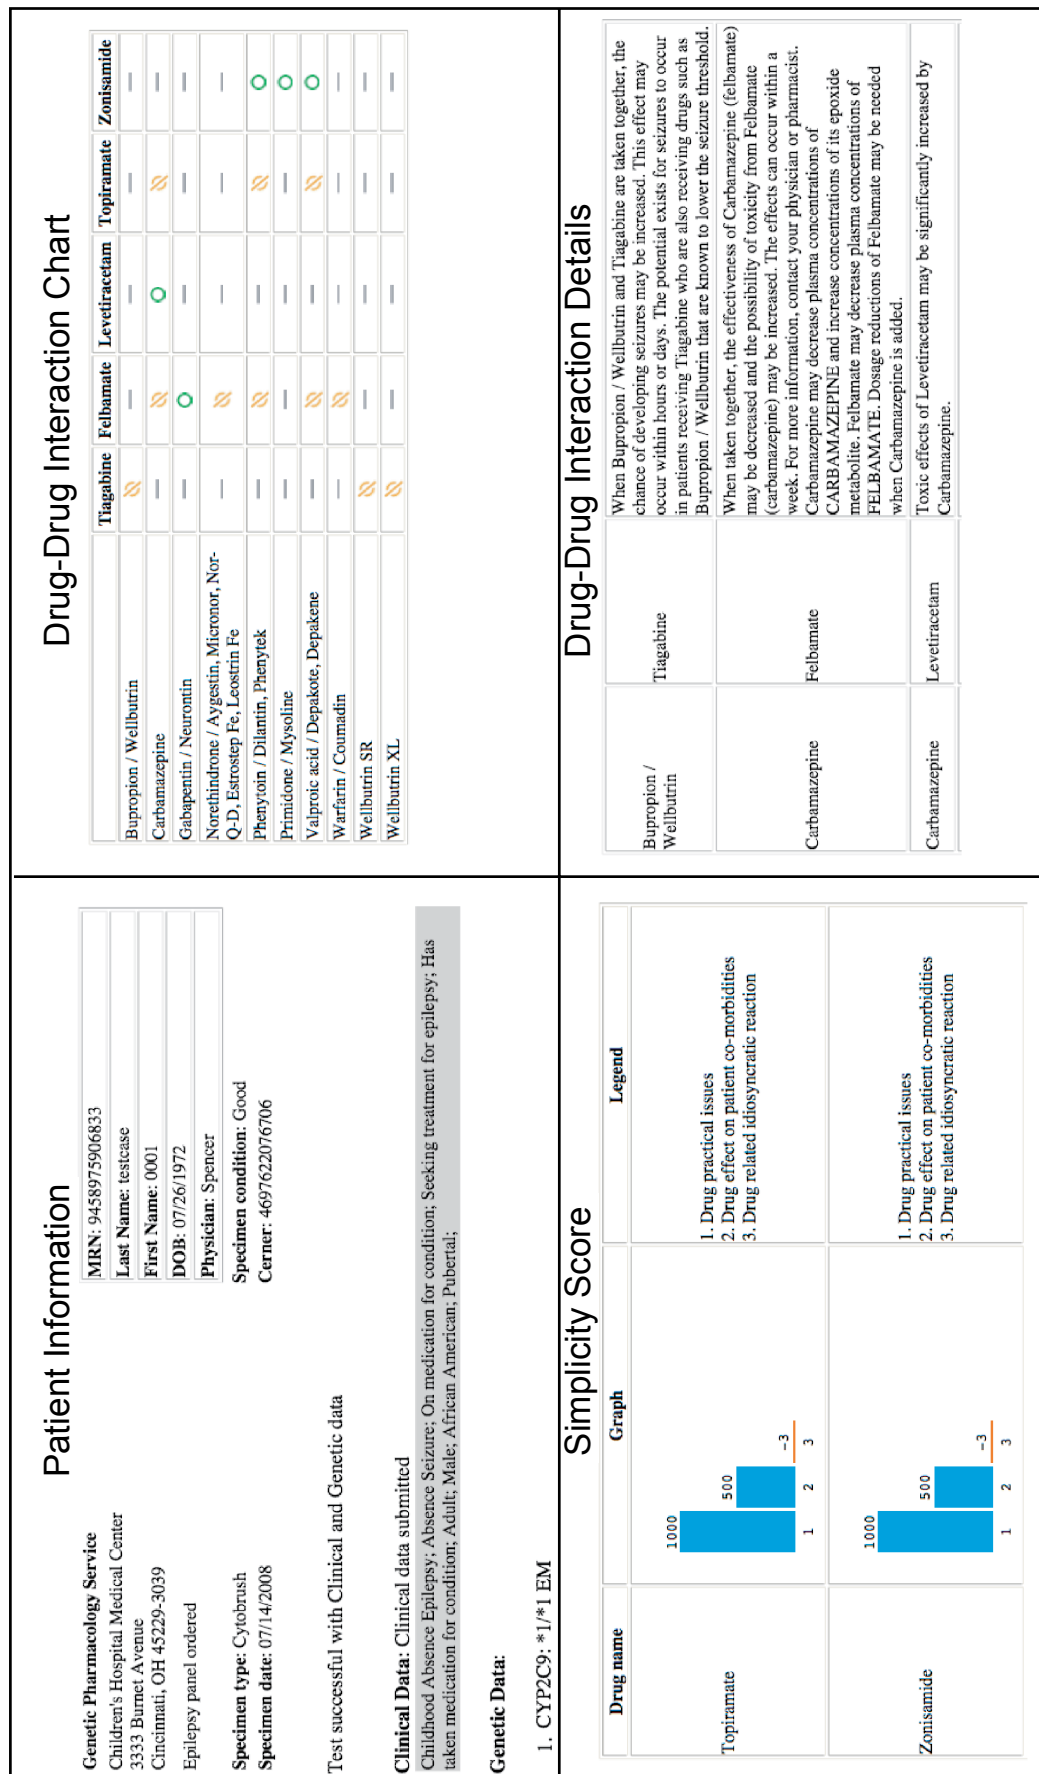 Patient Information
Genetic Pharmacology Service
Children's Hospital Medical Center
3333 Burnet Avenue
Cincinnati, OH 45229-3039
Epilepsy panel ordered
MRN: 9458975906833
Last Name: testcase
First Name: 0001
DOB: 07/26/1972
Physician: Spencer
Specimen type: Cytobrush
Specimen condition: Good
Specimen date: 07/14/2008
Cerner: 4697622076706
Test successful with Clinical and Genetic data
Clinical Data: Clinical data submitted
Childhood Absence Epilepsy; Absence Seizure; On medication for condition; Seeking treatment for epilepsy; Has
taken medication for condition; Adult; Male; African American; Pubertal;
Genetic Data:
1. CYP2C9: *1/*1 EM
Drug-Drug Interaction Chart
Tiagabine Felbamate Levetiracetam Topiramate Zonisamide
Bupropion / Wellbutrin
Carbamazepine
Gabapentin / Neurontin
Norethindrone / Aygestin, Micronor, Nor-
Q-D, Estrostep Fe, Leostrin Fe
Phenytoin / Dilantin, Phenytek
Primidone / Mysoline
Valproic acid / Depakote, Depakene
Warfarin / Coumadin
Wellbutrin SR
Wellbutrin XL
Simplicity Score
Drug name Graph Legend
Topiramate
1000
500
-3
1 2 3
1. Drug practical issues
2. Drug effect on patient co-morbidities
3. Drug related idiosyncratic reaction
Zonisamide
1000
500
-3
1 2 3
1. Drug practical issues
2. Drug effect on patient co-morbidities
3. Drug related idiosyncratic reaction
Drug-Drug Interaction Details
Bupropion /
Wellbutrin
Tiagabine
When Bupropion / Wellbutrin and Tiagabine are taken together, the
chance of developing seizures may be increased. This effect may
occur within hours or days. The potential exists for seizures to occur
in patients receiving Tiagabine who are also receiving drugs such as
Bupropion / Wellbutrin that are known to lower the seizure threshold.
Carbamazepine
Felbamate
When taken together, the effectiveness of Carbamazepine (felbamate)
may be decreased and the possibility of toxicity from Felbamate
(carbamazepine) may be increased. The effects can occur within a
week. For more information, contact your physician or pharmacist.
Carbamazepine may decrease plasma concentrations of
CARBAMAZEPINE and increase concentrations of its epoxide
metabolite. Felbamate may decrease plasma concentrations of
FELBAMATE. Dosage reductions of Felbamate may be needed
when Carbamazepine is added.
Carbamazepine
Levetiracetam
Toxic effects of Levetiracetam may be significantly increased by
Carbamazepine.